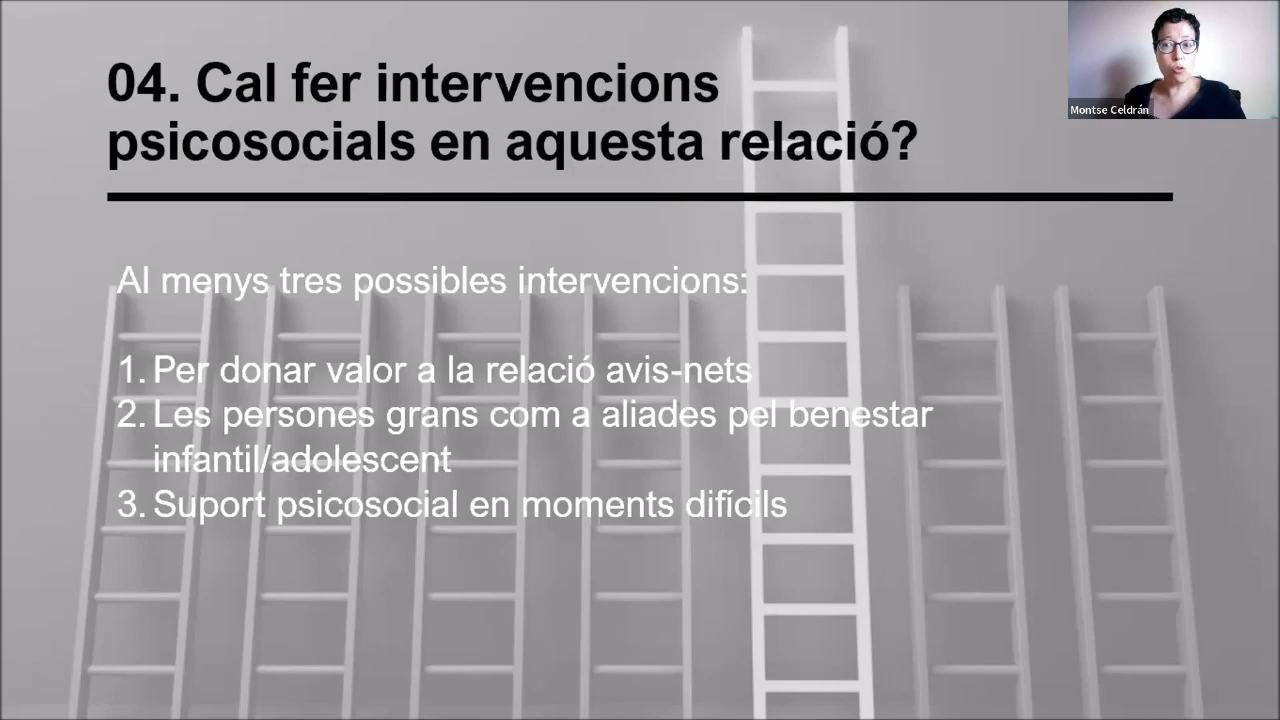 04. Cal fer intervencions
psicosocials en aquesta relació?
Montse Celdrán
Al menys tres possibles intervencions:
1. Per donar valor a la relació avis-nets
2. Les persones grans com a aliades pel benestar
infantil/adolescent
3. Suport psicosocial en moments difícils